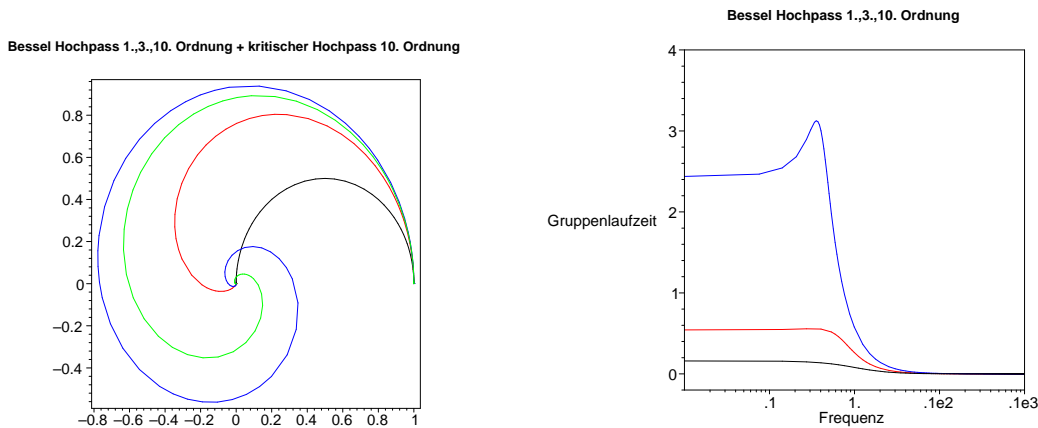 Bessel Hochpass 1.,3.,10. Ordnung + kritischer Hochpass 10. Ordnung
0.8
0.6
0.4
0.2
0
−0.2
−0.4
−0.8 −0.6 −0.4 −0.2 0 0.2 0.4 0.6 0.8 1
Bessel Hochpass 1.,3.,10. Ordnung
4
3
Gruppenlaufzeit
2
1
0
.1 1. .1e2 .1e3
Frequenz